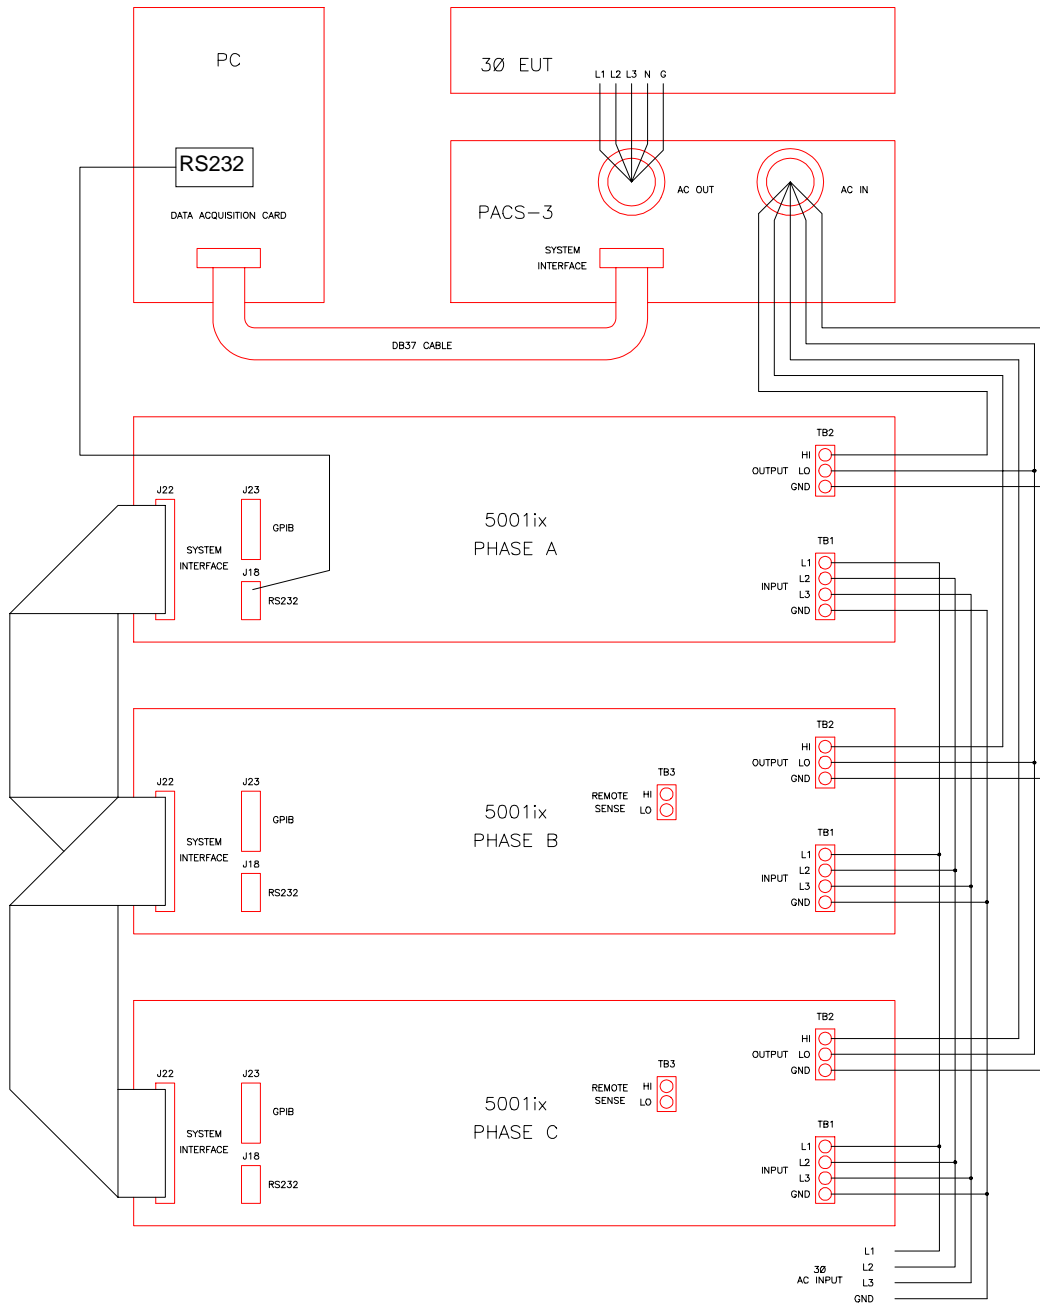 PC
3Ø EUT
L1 L2 L3 N G
RS232
DATA ACQUISITION CARD
PACS-3
AC OUT
AC IN
SYSTEM
INTERFACE
DB37 CABLE
TB2
HI
OUTPUT LO
GND
J22
J23
GPIB
SYSTEM
INTERFACE
J18
RS232
5001ix
PHASE A
TB1
L1
L2
INPUT
L3
GND
TB2
HI
OUTPUT LO
GND
J22
J23
GPIB
SYSTEM
INTERFACE
J18
RS232
5001ix
PHASE B
TB3
REMOTE HI
SENSE LO
TB1
L1
L2
INPUT
L3
GND
TB2
HI
OUTPUT LO
GND
J22
J23
GPIB
SYSTEM
INTERFACE
J18
RS232
5001ix
PHASE C
TB3
REMOTE HI
SENSE LO
TB1
L1
L2
INPUT
L3
GND
3Ø
AC INPUT
L1
L2
L3
GND